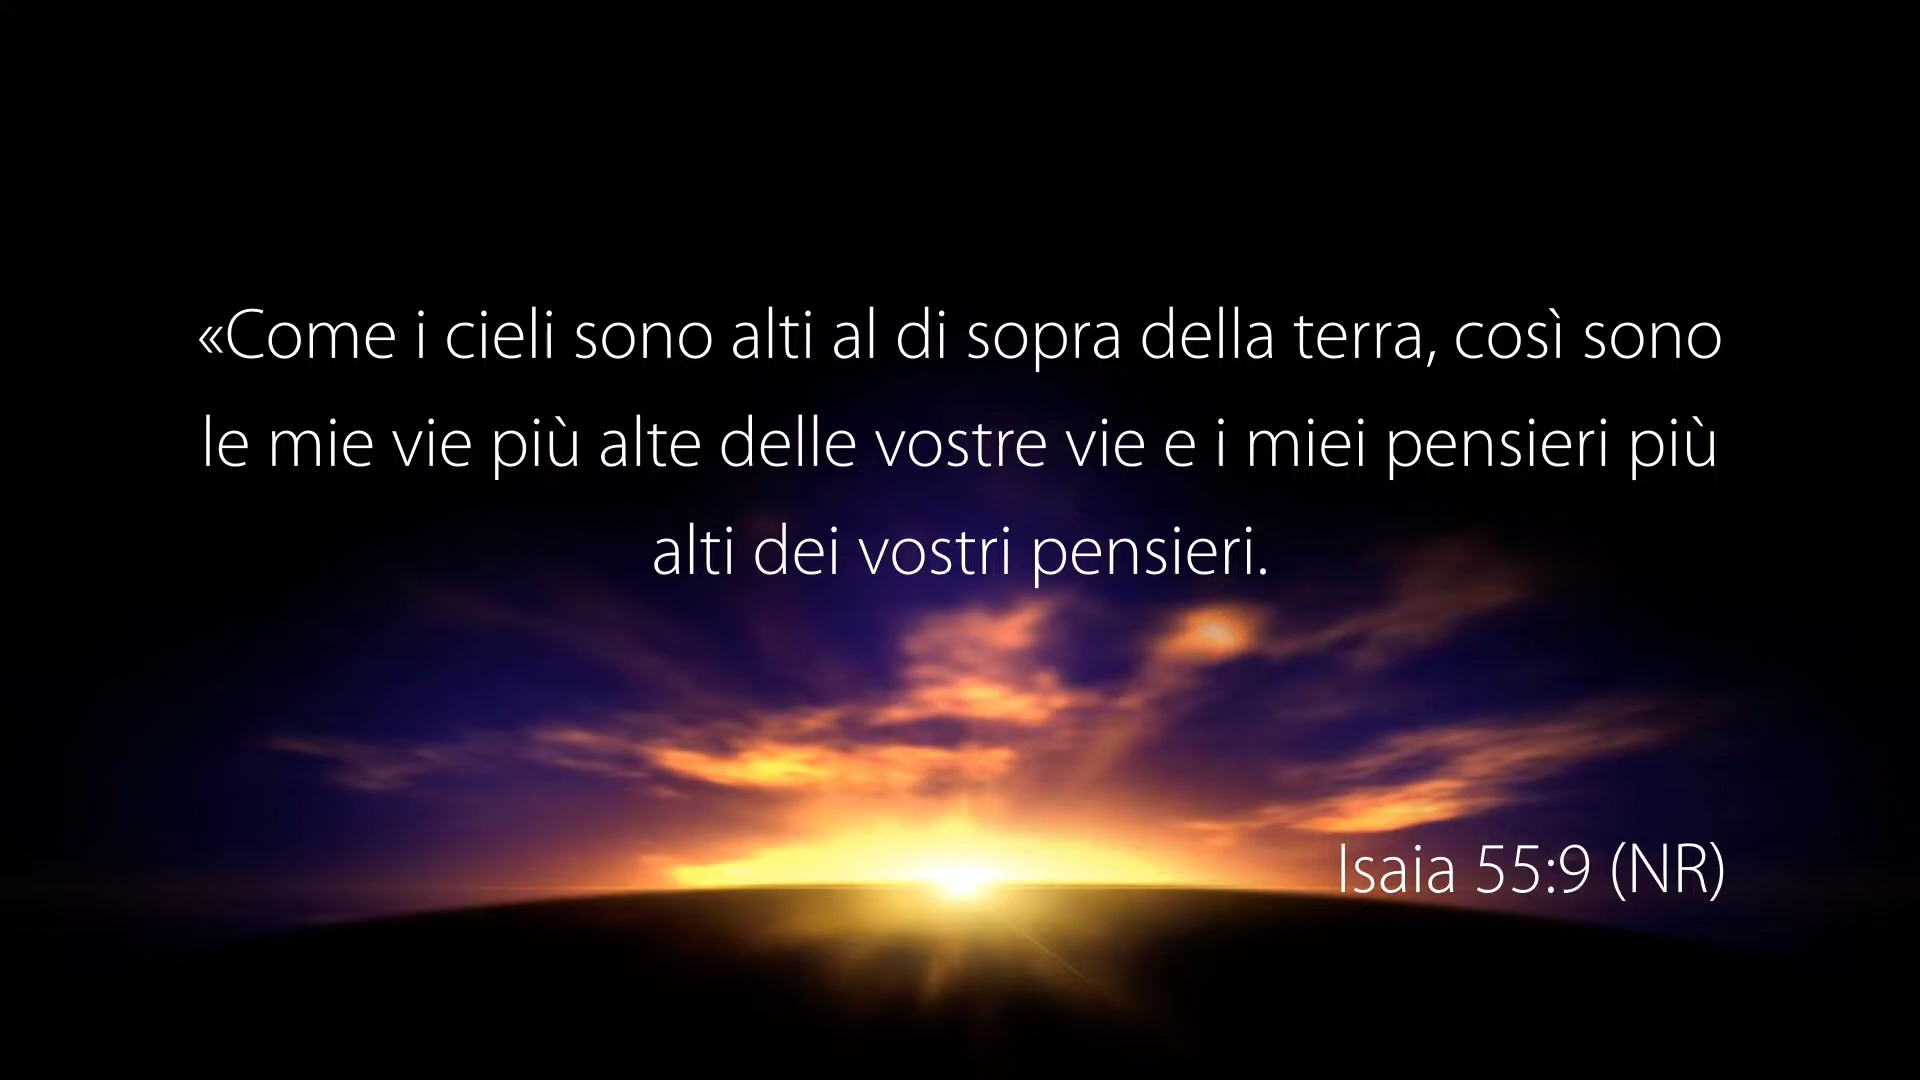 «Come i cieli sono alti al di sopra della terra, così sono
le mie vie più alte delle vostre vie e i miei pensieri più
alti dei vostri pensieri.
Isaia 55:9 (NR)